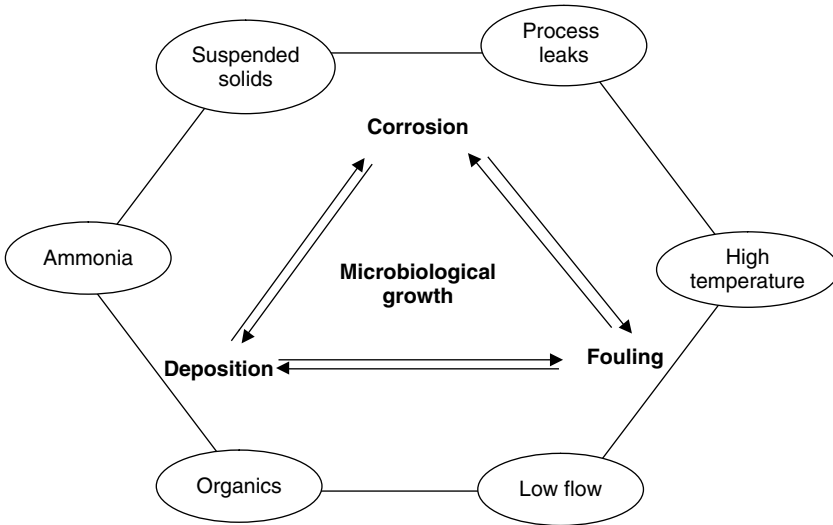 Suspended
solids
Process
leaks
Corrosion
Ammonia
Microbiological
growth
High
temperature
Deposition
Fouling
Organics
Low flow